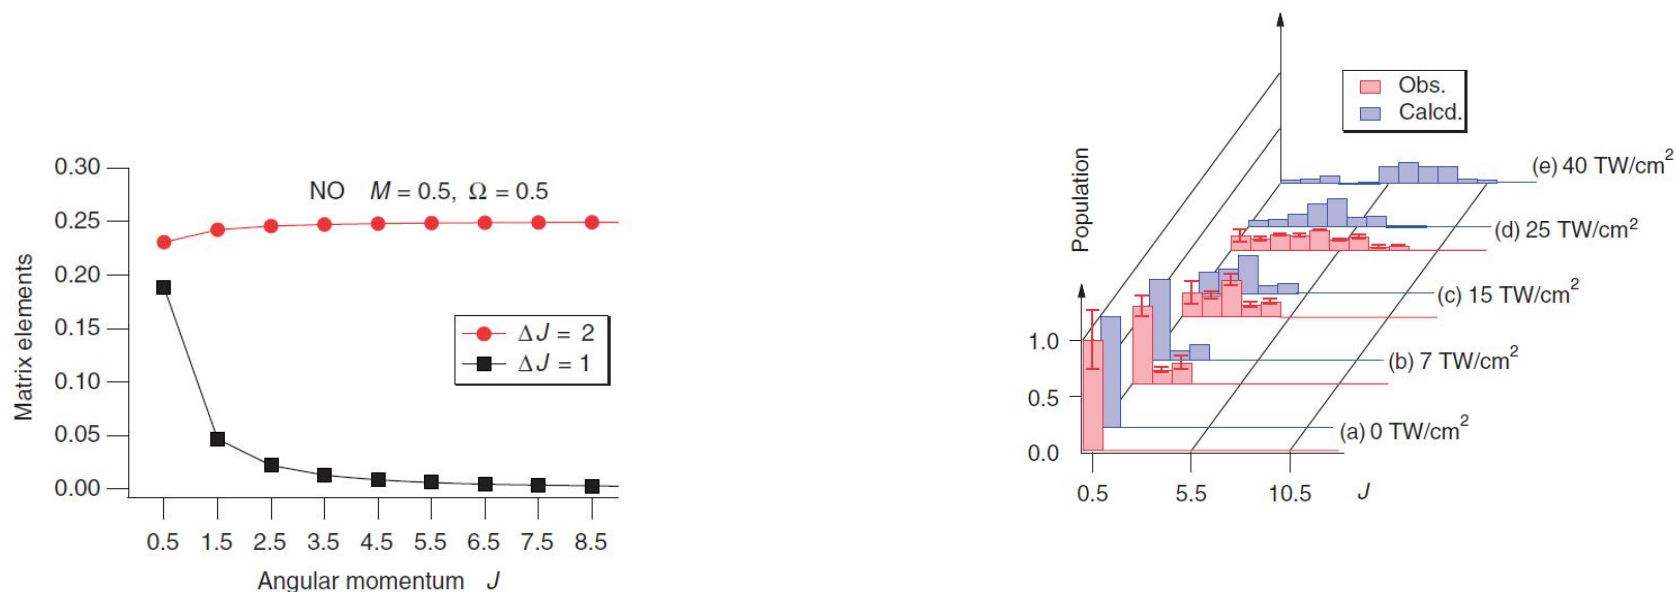 0.30
0.25
0.20
0.15
0.10
0.05
0.00
Matrix elements
NO M = 0.5, Ω = 0.5
ΔJ = 2
ΔJ = 1
0.5 1.5 2.5 3.5 4.5 5.5 6.5 7.5 8.5
Angular momentum J
Obs.
Calcd.
Population
(e) 40 TW/cm²
(d) 25 TW/cm²
(c) 15 TW/cm²
(b) 7 TW/cm²
(a) 0 TW/cm²
1.0
0.5
0.0
0.5 5.5 10.5 J